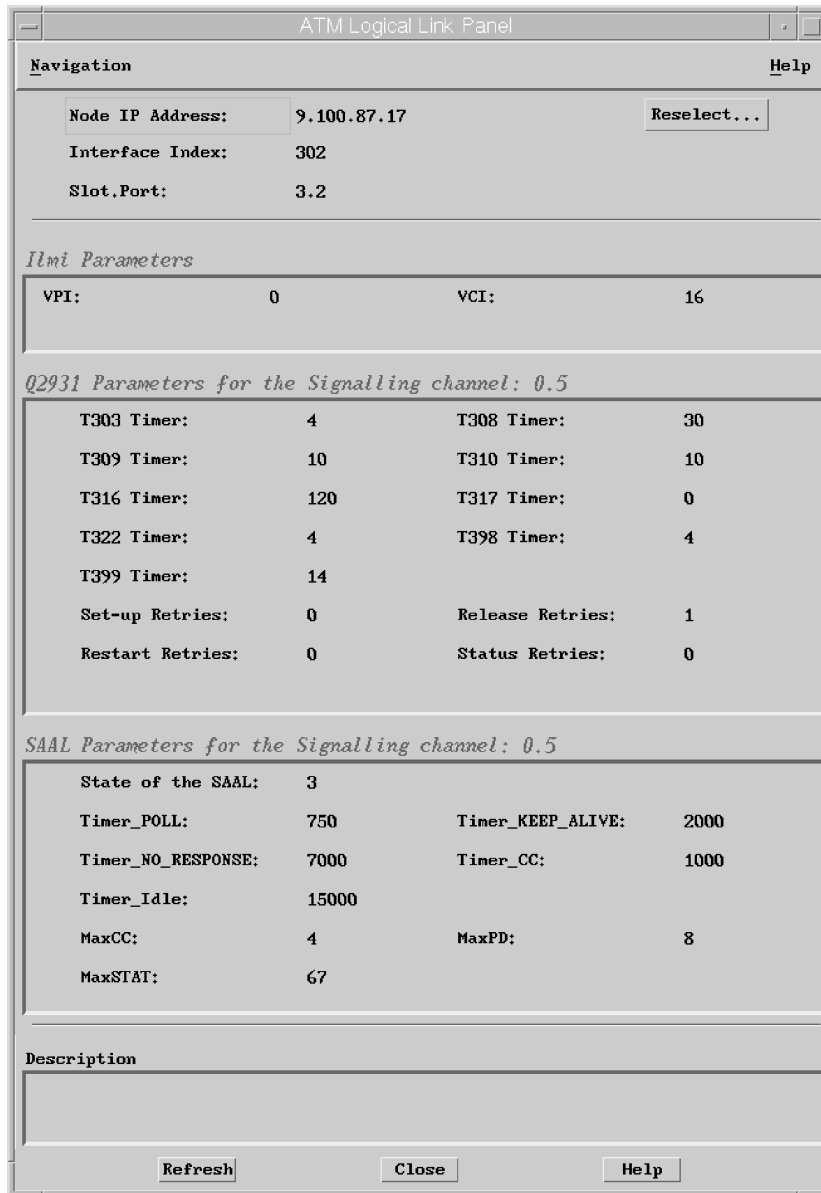 ATM Logical Link Panel
Navigation Help
Node IP Address: 9.100.87.17 Reselect...
Interface Index: 302
Slot.Port: 3.2
Ilmi Parameters
VPI: 0 VCI: 16
Q2931 Parameters for the Signalling channel: 0.5
T303 Timer: 4 T308 Timer: 30
T309 Timer: 10 T310 Timer: 10
T316 Timer: 120 T317 Timer: 0
T322 Timer: 4 T398 Timer: 4
T399 Timer: 14
Set-up Retries: 0 Release Retries: 1
Restart Retries: 0 Status Retries: 0
SAAL Parameters for the Signalling channel: 0.5
State of the SAAL: 3
Timer_POLL: 750 Timer_KEEP_ALIVE: 2000
Timer_NO_RESPONSE: 7000 Timer_CC: 1000
Timer_Idle: 15000
MaxCC: 4 MaxPD: 8
MaxSTAT: 67
Description
Refresh Close Help